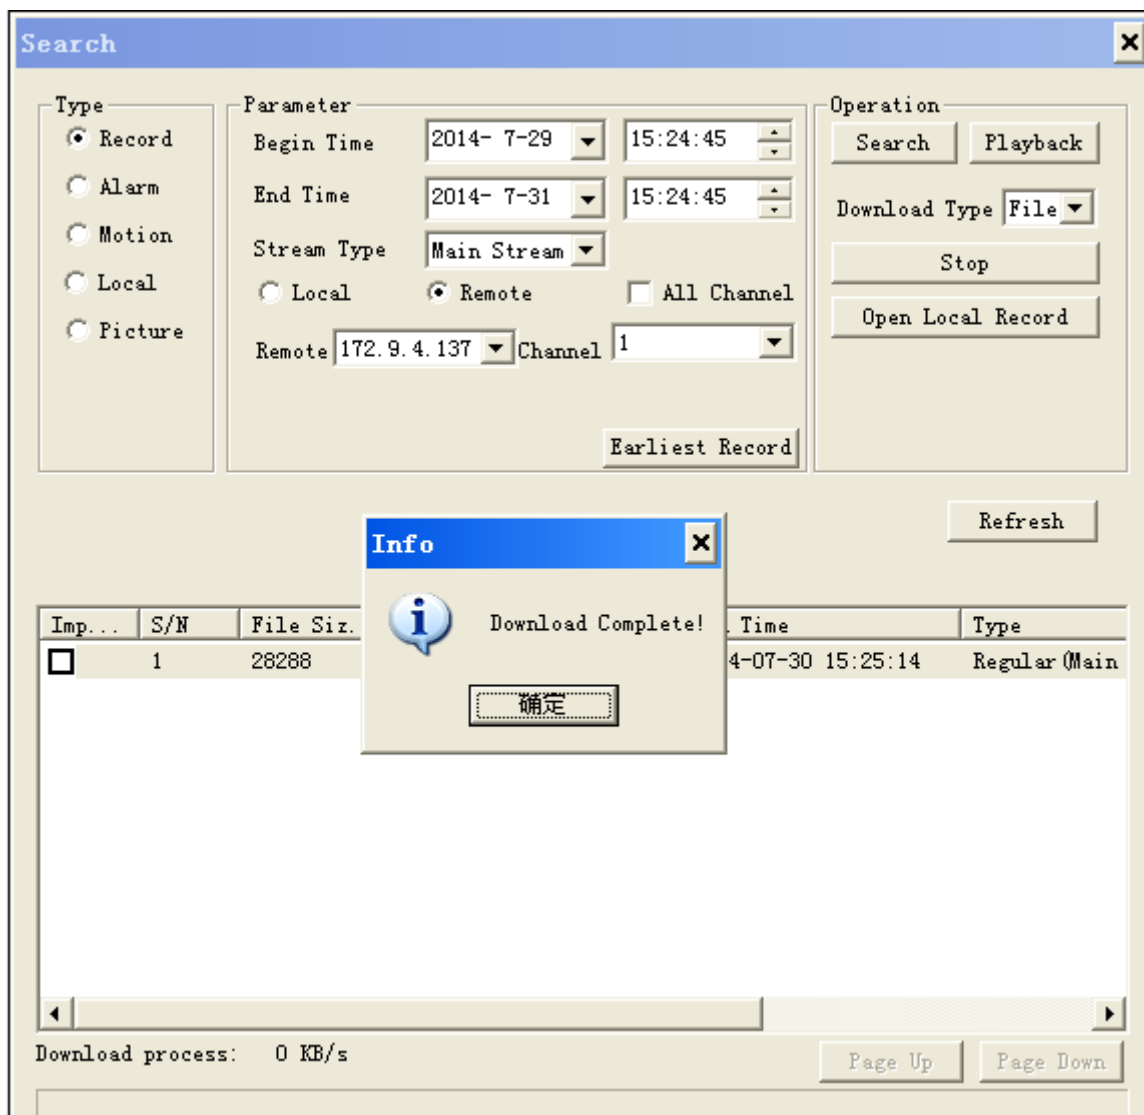 Search
Type
Parameter
Operation
Record
Alarm
Motion
Local
Picture
Begin Time 2014- 7-29 15:24:45
End Time 2014- 7-31 15:24:45
Stream Type Main Stream
Local Remote All Channel
Remote 172.9.4.137 Channel 1
Earliest Record
Search Playback
Download Type File
Stop
Open Local Record
Refresh
Info
Download Complete!
确定
Imp... S/N File Siz. Time Type
1 28288 4-07-30 15:25:14 Regular(Main
Download process: 0 KB/s
Page Up Page Down